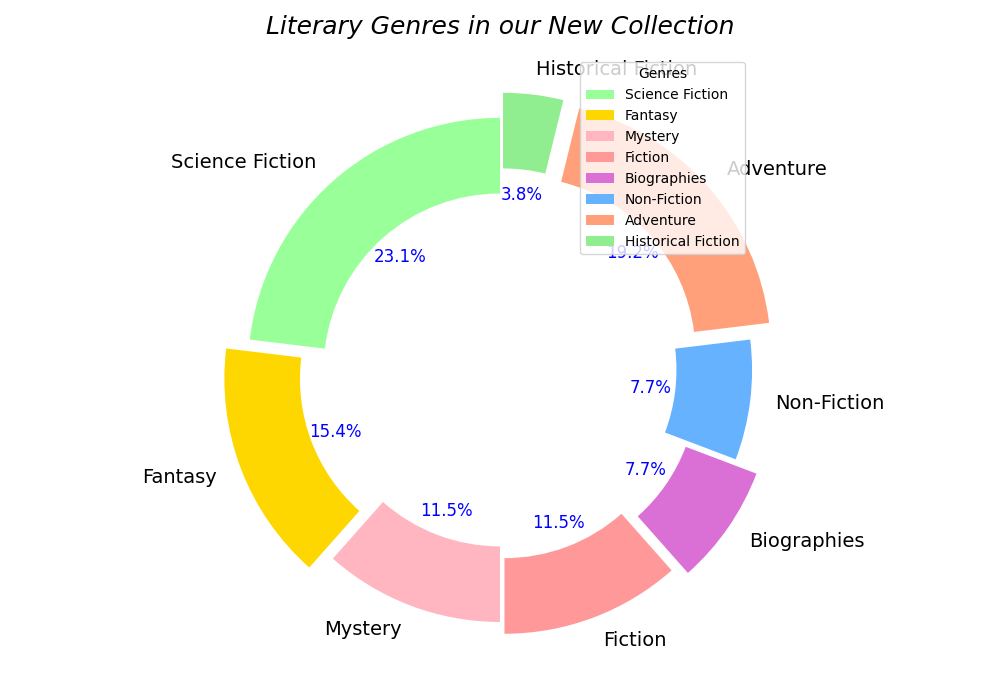 Literary Genres in our New Collection
Historical Fiction
Genres
Science Fiction
Fantasy
Mystery
Fiction
Biographies
Non-Fiction
Adventure
Historical Fiction
Science Fiction
Adventure
3.8%
23.1%
19.2%
7.7%
Non-Fiction
15.4%
7.7%
Fantasy
11.5%
11.5%
Biographies
Mystery
Fiction